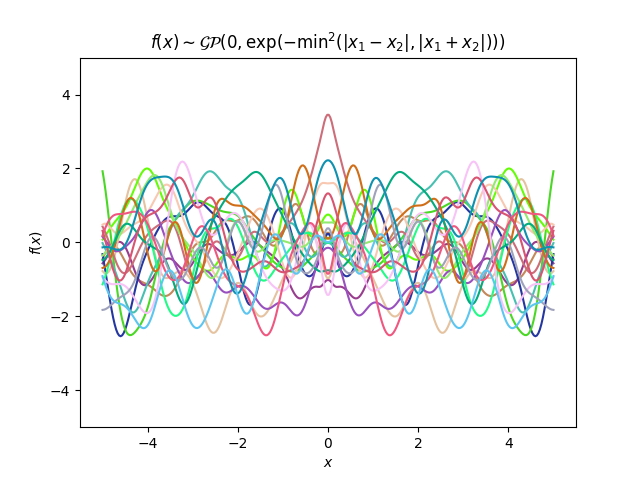 f(x) ∼ 𝒢𝒫(0, exp(−min²(|x₁ − x₂|, |x₁ + x₂|)))
4
2
0
−2
−4
f(x)
−4 −2 0 2 4
x